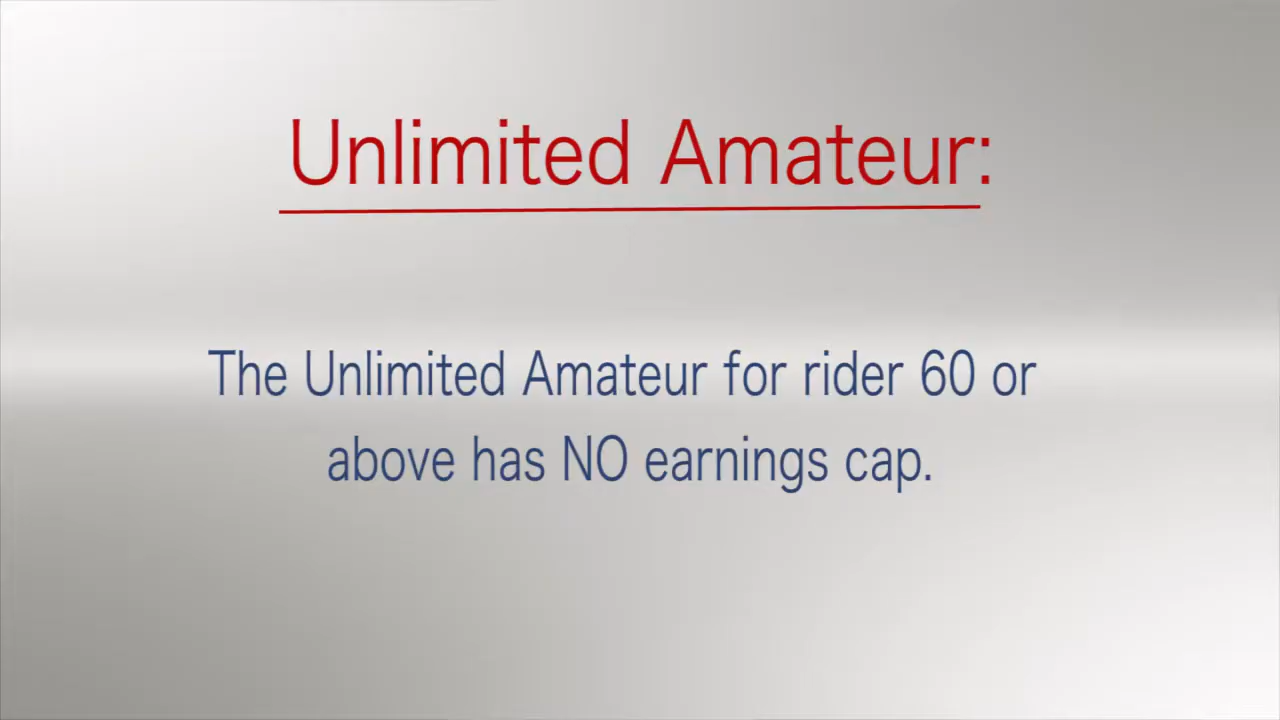 Unlimited Amateur:
The Unlimited Amateur for rider 60 or
above has NO earnings cap.